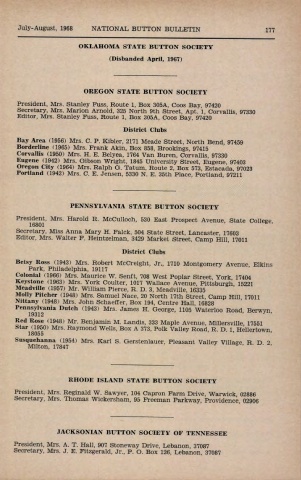 July-August, 1968 NATIONAL BUTTON BULLETIN 177
OKLAHOMA STATE BUTTON SOCIETY
(Disbanded April, 1967)
OREGON STATE BUTTON SOCIETY
President, Mrs. Stanley Puss, Route 1, Box 305A, Coos Bay, 97420
Secretary, Mrs. Marion Arnold, 325 North 9th Street, Apt. 1, Corvallis, 97330
Editor, Mrs. Stanley Puss, Route 1, Box 305A, Coos Bay, 97420
District Clubs
Bay Area (1956) Mrs. C. P. Kibler, 2171 Meade Street, North Bend, 97459
Borderline (1965) Mrs. Frank Akin, Box 953, Brookings, 97415
Corvallis (1950) Mrs. H. E. Belyea, 1764 Van Buren, Corvallis, 97330
Eugene (1942) Mrs. Gibson Wright, 1845 University Street, Eugene, 97403
Oregon City (1964) Mrs. Ralph G. Tatum, Route 2, Box 573, Estacada, 97023
Portland (1942) Mrs. C. E. Jensen, 5330 N. E. 35th Place, Portland, 97211
PENNSYLVANIA STATE BUTTON SOCIETY
President, Mrs. Harold R. McCulloch, 520 East Prospect Avenue, State College,
16801
Secretary, Miss Anna Mary H. Faick, 504 State Street, Lancaster, 17603
Editor, Mrs. Walter F. Heintzelman, 3429 Market Street, Camp Hill, 17011
District Clubs
Betsy Ross (1943) Mrs. Robert McCreight, Jr., 1719 Montgomery Avenue, Elkins
Park, Philadelphia, 19117
Colonial (1960) Mrs. Maurice W. Senft, 708 West Poplar Street, York, 17404
Keystone (1965) Mrs. York Coulter, 1617 Wallace Avenue, Pittsburgh, 15221
Meadville (1957) Mr. William Pierce, R. D. 3, Meadville, 16335
Molly Pitcher (1948) Mrs. Samuel Nace, 20 North 17th Street, Camp Hill, 17011
Nittany (1948) Mrs. John Schaeffer, Box 194, Centre Hall, 16828
Pennsylvania Dutch (1943) Mrs. James H. George, 1105 Waterloo Road, Berwyn,
19312
Red Rose (1948) Mr. Benjamin M. Landis, 233 Maple Avenue, Millersville, 17551
Star (1950) Mrs. Raymond Wells, Box A 373, Polk Valley Road, R. D. 1, Hellertown,
18055
Susquehanna (1954) Mrs. Karl S. Gerstenlauer, Pleasant Valley Village, R. D. 2,
Milton, 17847
RHODE ISLAND STATE BUTTON SOCIETY
President, Mrs. Reginald W. Sawyer, 104 Capron Farm Drive, Warwick, 02886
Secretary, Mrs. Thomas Wickersham, 95 Freeman Parkway, Providence, 02906
JACKSONIAN BUTTON SOCIETY OF TENNESSEE
President, Mrs. A. T. Hall, 907 Stoneway Drive, Lebanon, 37087
Secretary, Mrs. J. E. Fitzgerald, Jr., P. O. Box 126, Lebanon, 37087